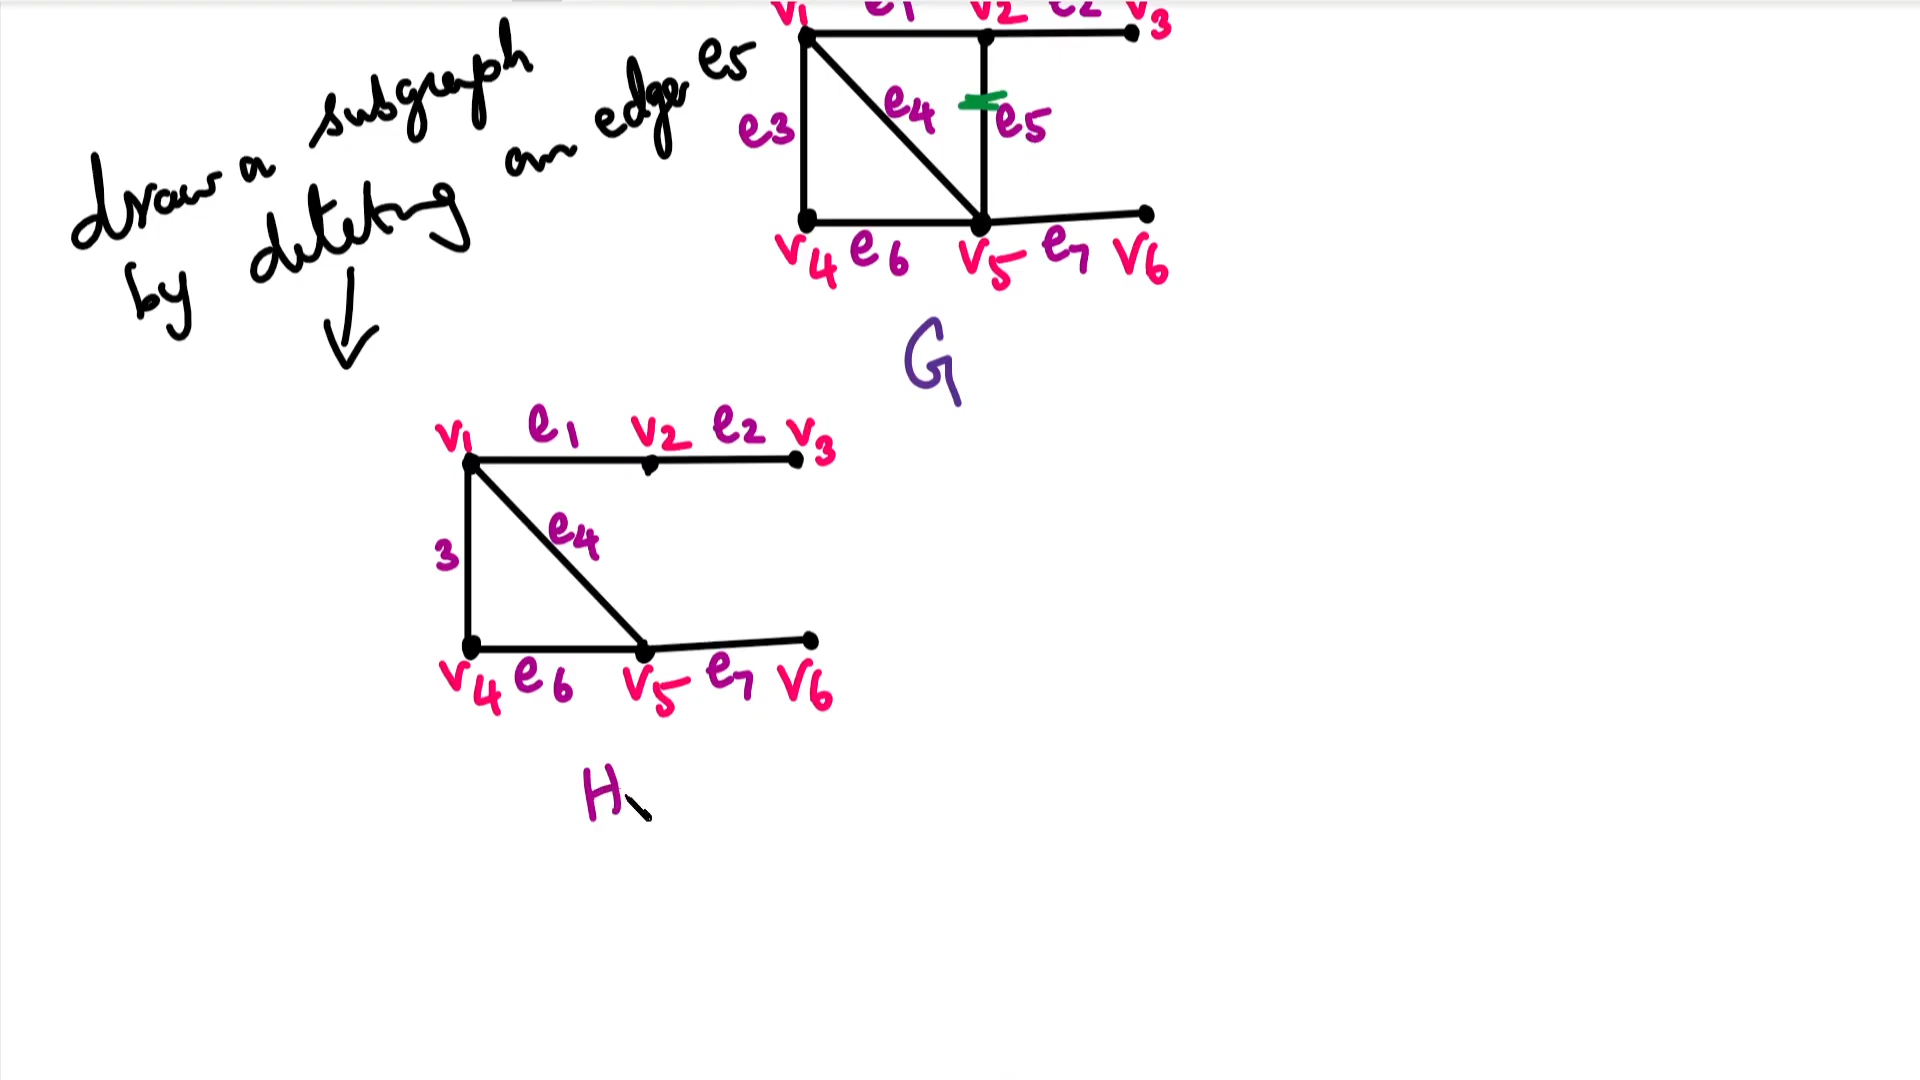 v1 e1 v2 e2 v3
draw a subgraph
by deleting an edge e5
e3 e4 e5
v4 e6 v5 e7 v6
G
v1 e1 v2 e2 v3
3 e4
v4 e6 v5 e7 v6
H